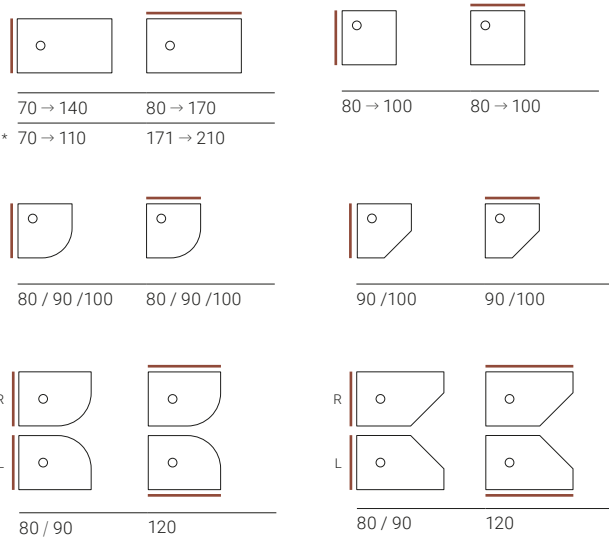 70 → 140 80 → 170
* 70 → 110 171 → 210
80 → 100 80 → 100
80 / 90 /100 80 / 90 /100
90 /100 90 /100
R
L
80 / 90 120
R
L
80 / 90 120